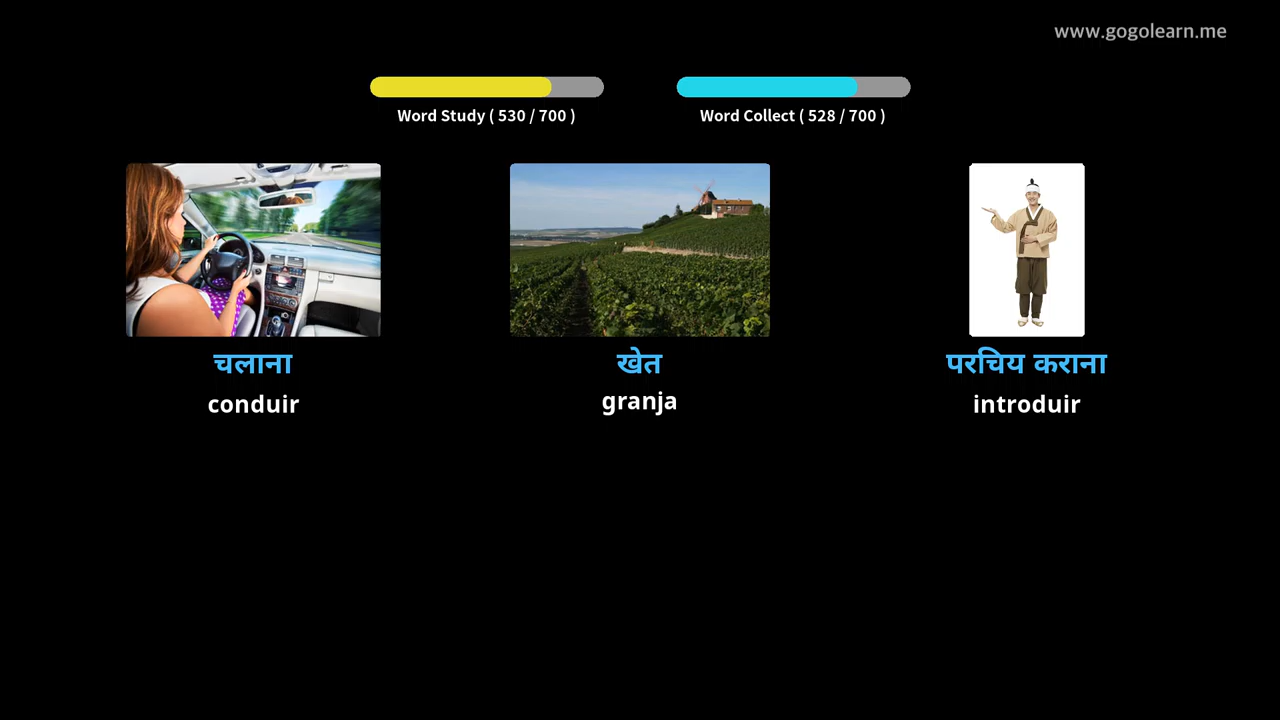 www.gogolearn.me
Word Study ( 530 / 700 )
Word Collect ( 528 / 700 )
चलाना
खेत
परिचय कराना
conduir
granja
introduir